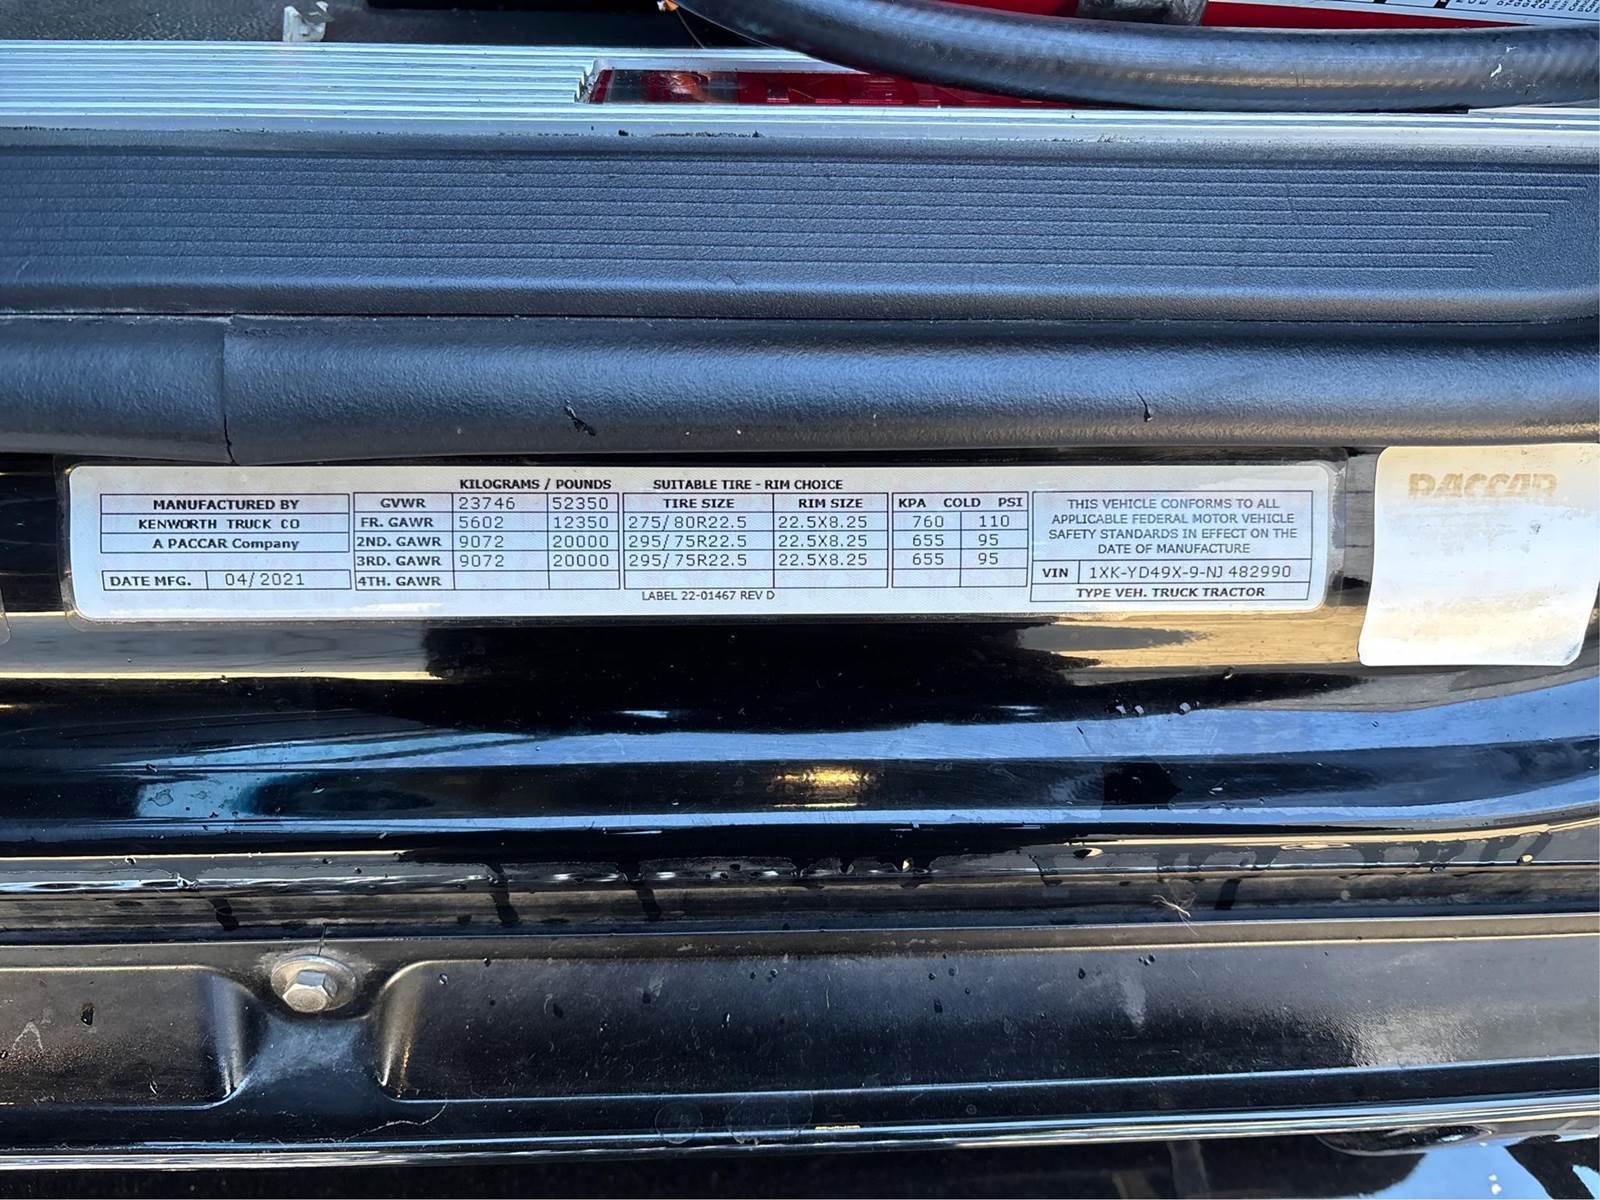 KILOGRAMS / POUNDS SUITABLE TIRE - RIM CHOICE
MANUFACTURED BY GVWR 23746 52350 TIRE SIZE RIM SIZE KPA COLD PSI
KENWORTH TRUCK CO FR. GAWR 5602 12350 275/80R22.5 22.5X8.25 760 110
A PACCAR Company 2ND. GAWR 9072 20000 295/75R22.5 22.5X8.25 655 95
3RD. GAWR 9072 20000 295/75R22.5 22.5X8.25 655 95
DATE MFG. 04/2021 4TH. GAWR
LABEL 22-01467 REV D
THIS VEHICLE CONFORMS TO ALL
APPLICABLE FEDERAL MOTOR VEHICLE
SAFETY STANDARDS IN EFFECT ON THE
DATE OF MANUFACTURE
VIN 1XK-YD49X-9-NJ482990
TYPE VEH. TRUCK TRACTOR
PACCAR